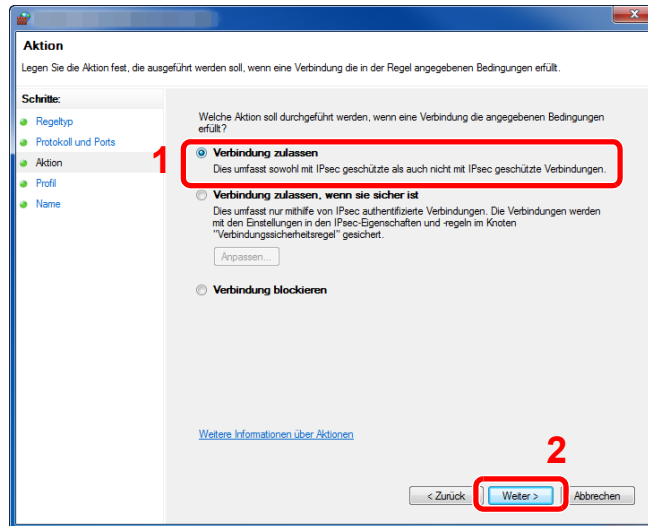 Aktion
Legen Sie die Aktion fest, die ausgeführt werden soll, wenn eine Verbindung die in der Regel angegebenen Bedingungen erfüllt.
Schritte:
Regeltyp
Protokoll und Ports
Aktion
Profil
Name
Welche Aktion soll durchgeführt werden, wenn eine Verbindung die angegebenen Bedingungen
erfüllt?
1
Verbindung zulassen
Dies umfasst sowohl mit IPsec geschützte als auch nicht mit IPsec geschützte Verbindungen.
Verbindung zulassen, wenn sie sicher ist
Dies umfasst nur mithilfe von IPsec authentifizierte Verbindungen. Die Verbindungen werden
mit den Einstellungen in den IPsec-Eigenschaften und -regeln im Knoten
"Verbindungssicherheitsregel" gesichert.
Anpassen...
Verbindung blockieren
Weitere Informationen über Aktionen
2
< Zurück
Weiter >
Abbrechen